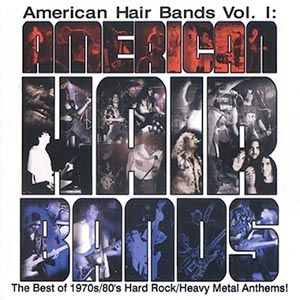 American Hair Bands Vol. I:
AMERICAN
HAIR
BANDS
The Best of 1970s/80's Hard Rock/Heavy Metal Anthems!